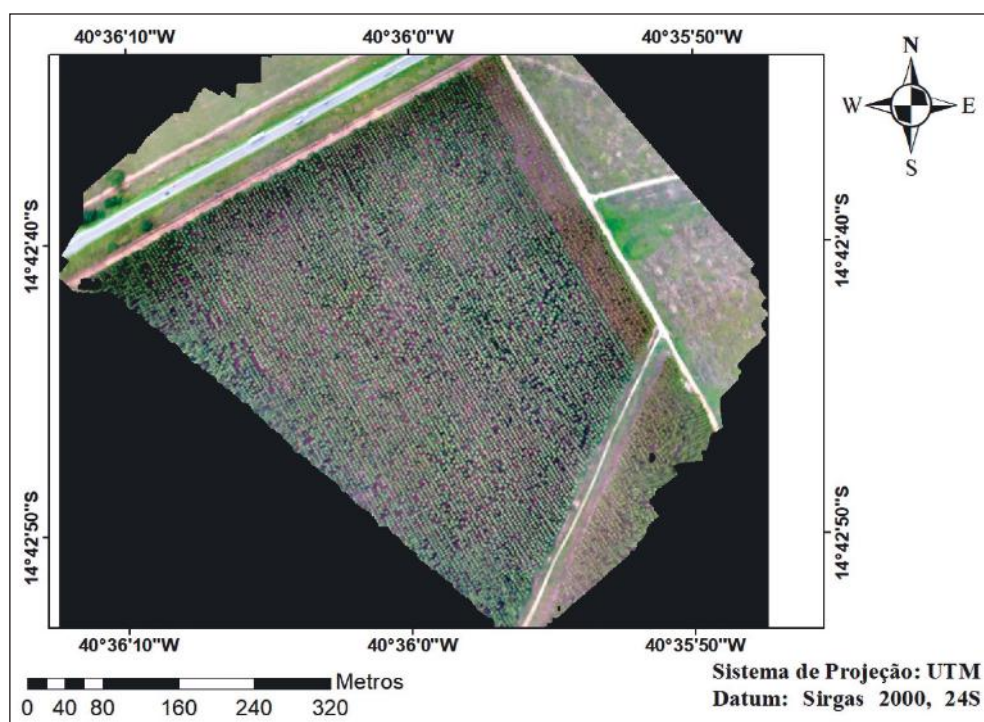 40°36'10"W 40°36'0"W 40°35'50"W
N
W E
S
14°42'40"S 14°42'40"S
14°42'50"S 14°42'50"S
40°36'10"W 40°36'0"W 40°35'50"W
Metros
0 40 80 160 240 320
Sistema de Projeção: UTM
Datum: Sirgas 2000, 24S